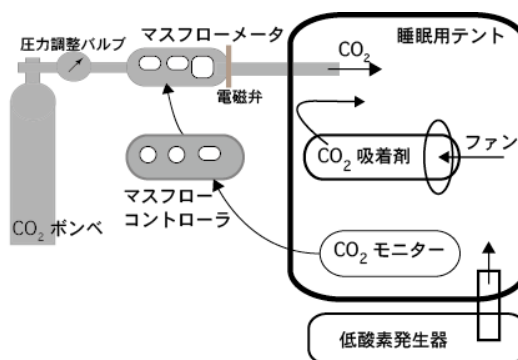 マスフローメータ
圧力調整バルブ
CO2
睡眠用テント
電磁弁
CO2 吸着剤
ファン
マスフロー
コントローラ
CO2 ボンベ
CO2 モニター
低酸素発生器